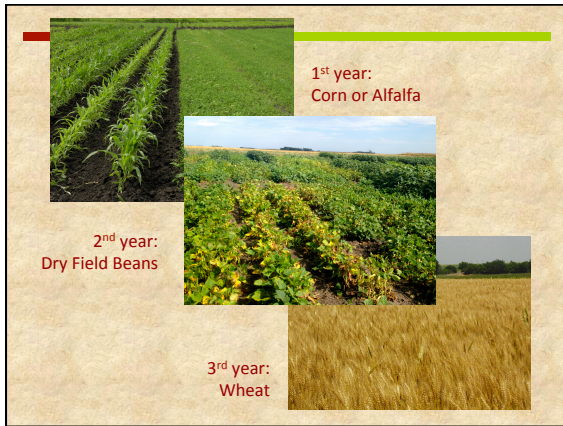 1st year:
Corn or Alfalfa
2nd year:
Dry Field Beans
3rd year:
Wheat